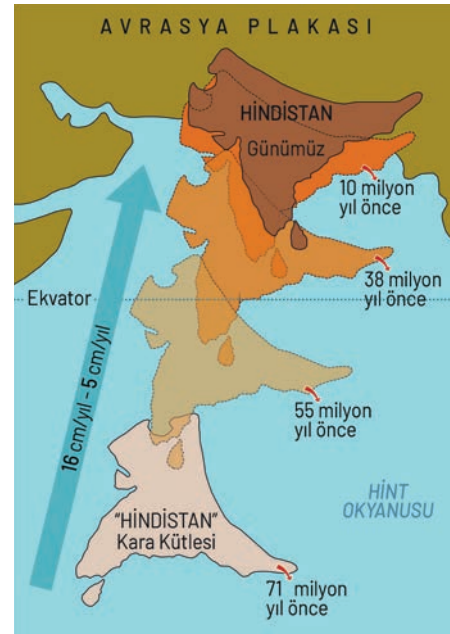 AVRASYA PLAKASI
HİNDİSTAN
Günümüz
10 milyon
yıl önce
38 milyon
yıl önce
Ekvator
16 cm/yıl - 5 cm/yıl
55 milyon
yıl önce
HİNT
OKYANUSU
"HİNDİSTAN"
Kara Kütlesi
71 milyon
yıl önce